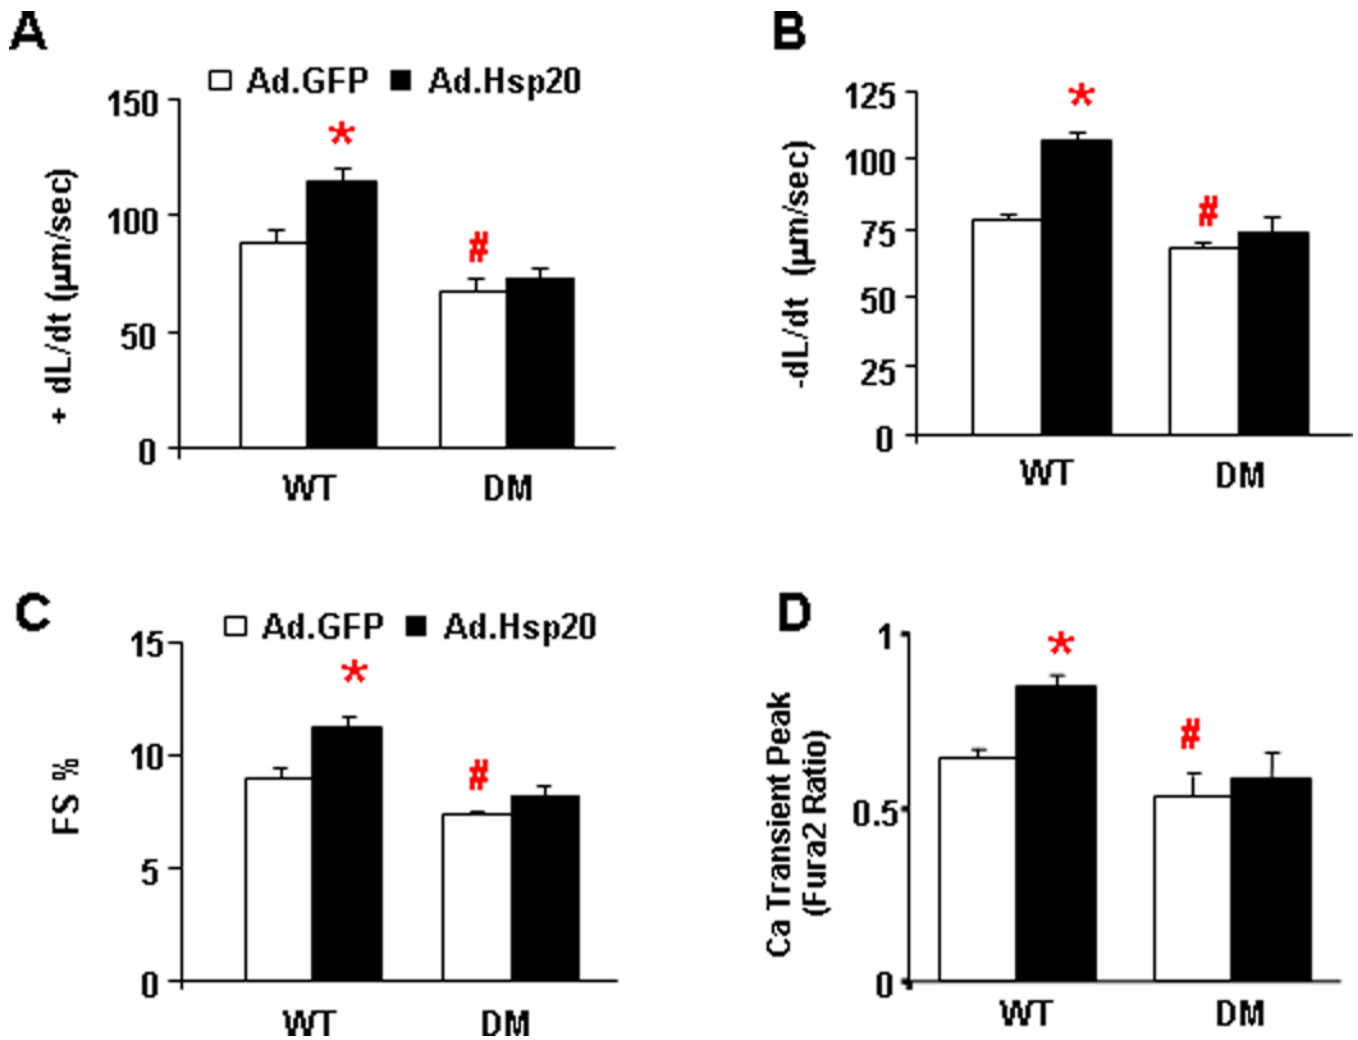 A
Ad.GFP Ad.Hsp20
150
100
50
0
+ dL/dt (µm/sec)
*
#
WT DM
B
125
100
75
50
25
0
-dL/dt (µm/sec)
*
#
WT DM
C
Ad.GFP Ad.Hsp20
15
10
5
0
FS %
*
#
WT DM
D
1
0.5
0
Ca Transient Peak
(Fura2 Ratio)
*
#
WT DM